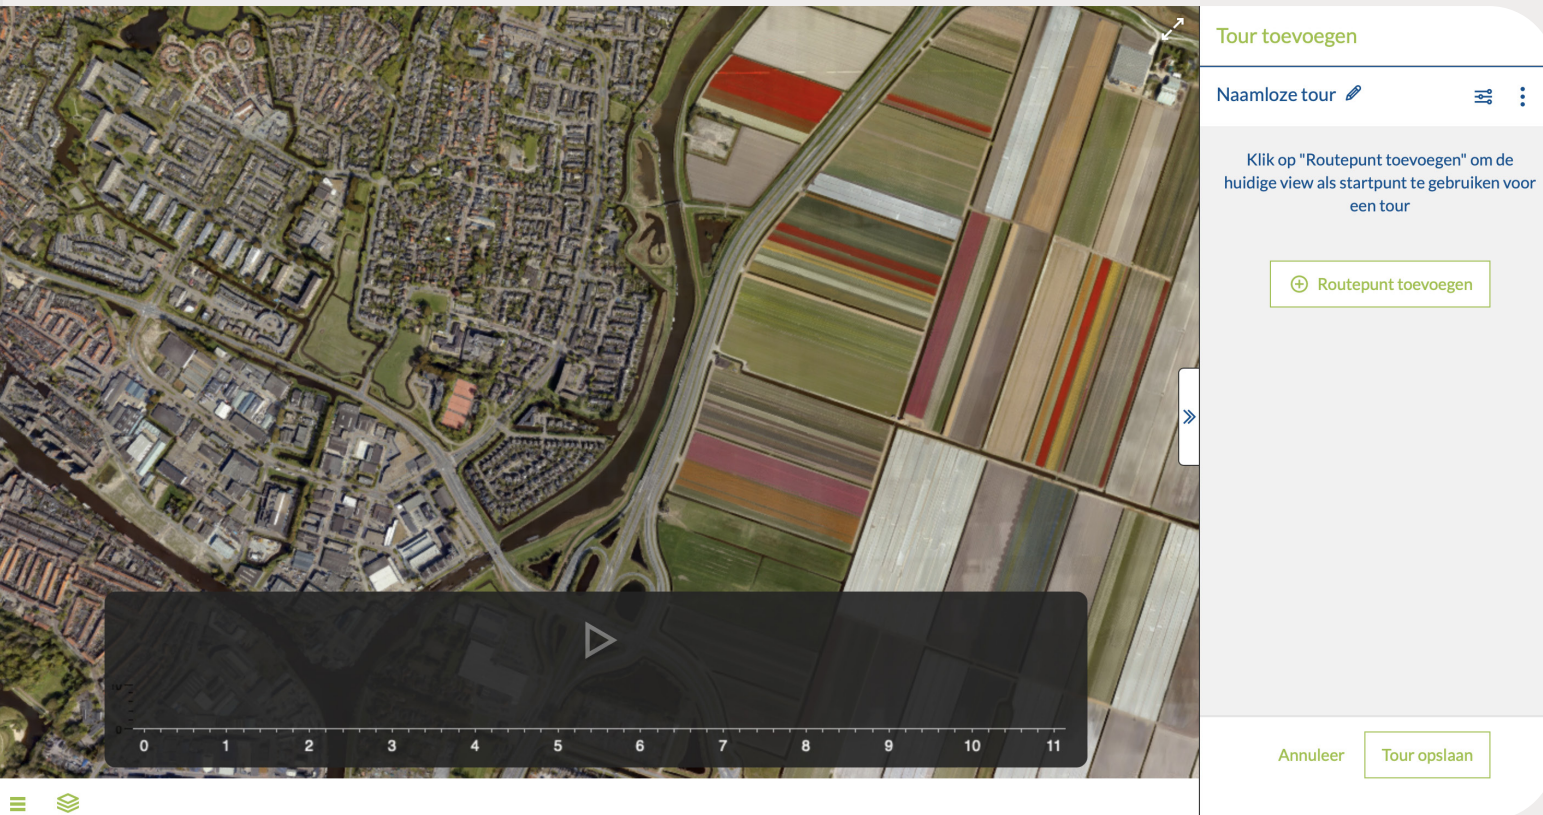 Tour toevoegen
Naamloze tour
Klik op "Routepunt toevoegen" om de
huidige view als startpunt te gebruiken voor
een tour
Routepunt toevoegen
0
0 1 2 3 4 5 6 7 8 9 10 11
Annuleer
Tour opslaan